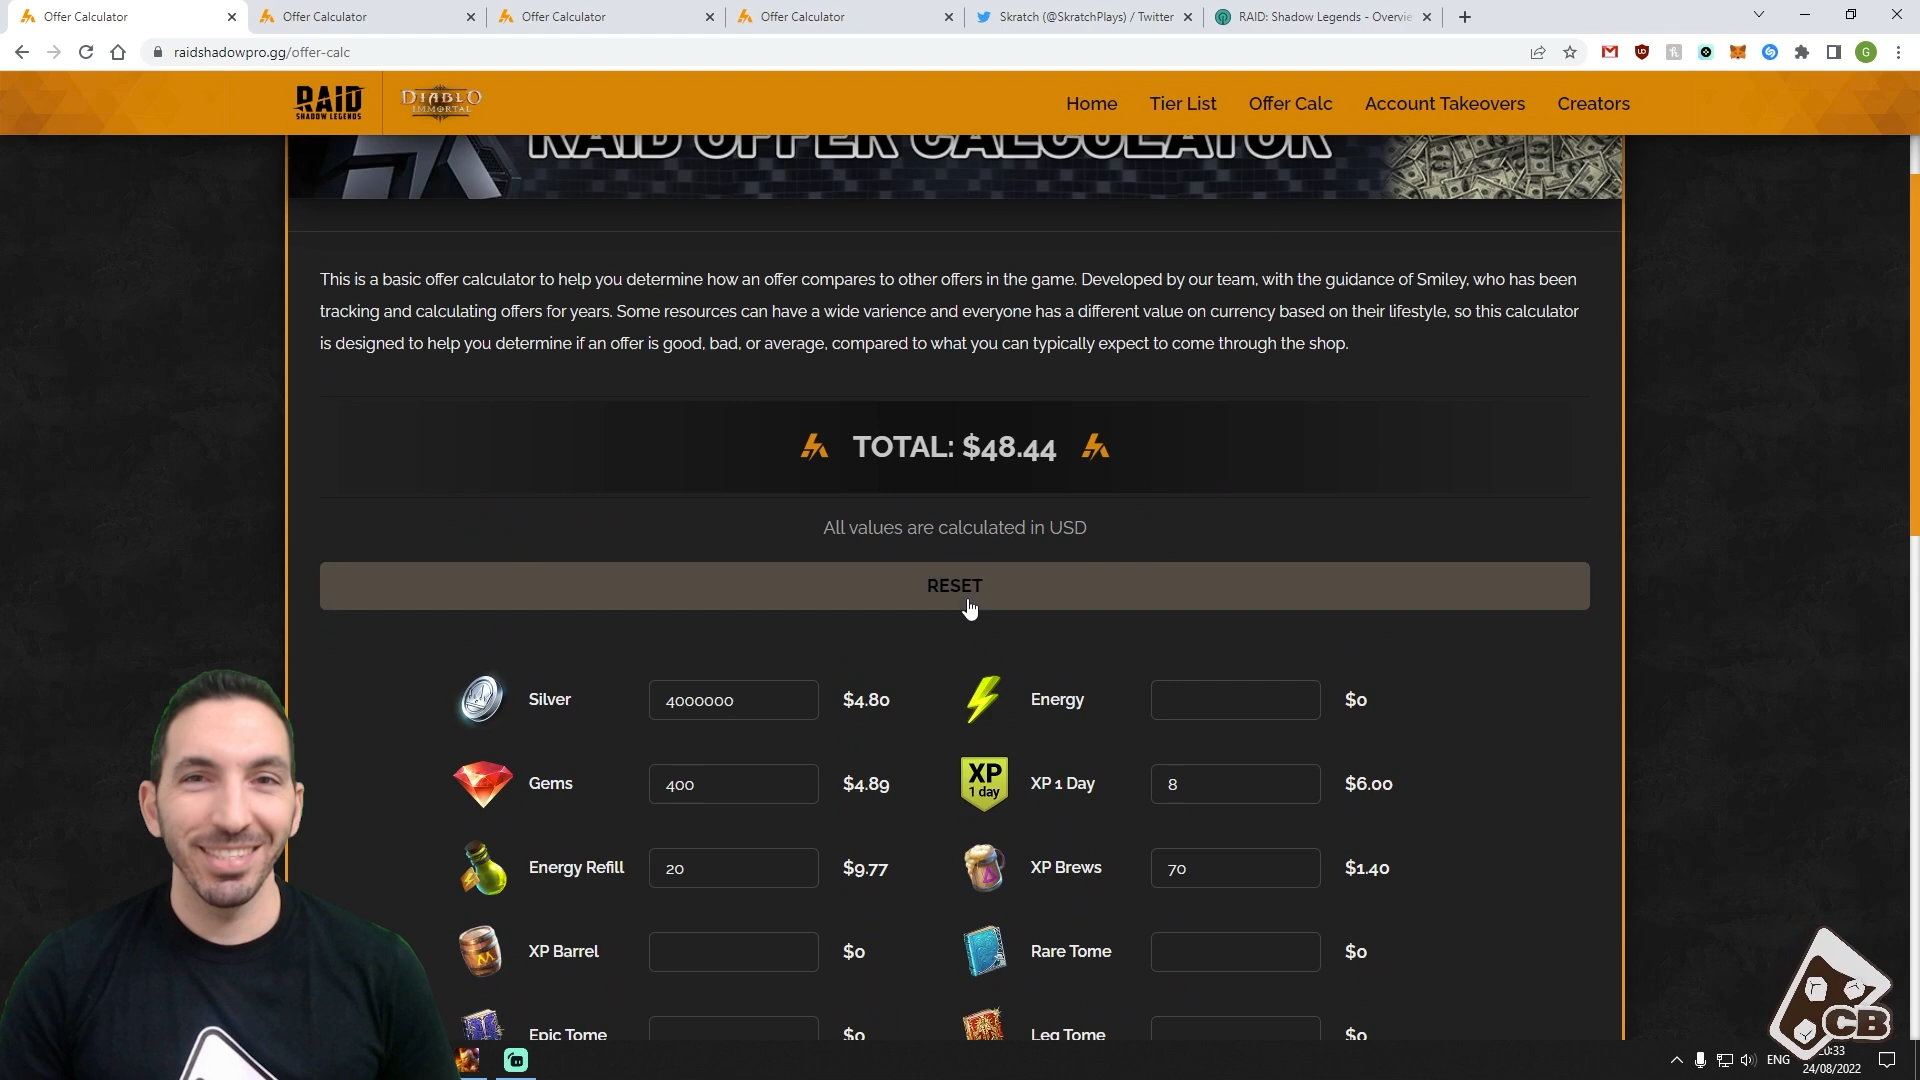 Offer Calculator
Offer Calculator
Offer Calculator
Offer Calculator
Skratch (@SkratchPlays) / Twitter
RAID: Shadow Legends - Overvie
raidshadowpro.gg/offer-calc
G
RAID
SHADOW LEGENDS
DIABLO
IMMORTAL
Home
Tier List
Offer Calc
Account Takeovers
Creators
RAID OFFER CALCULATOR
This is a basic offer calculator to help you determine how an offer compares to other offers in the game. Developed by our team, with the guidance of Smiley, who has been
tracking and calculating offers for years. Some resources can have a wide varience and everyone has a different value on currency based on their lifestyle, so this calculator
is designed to help you determine if an offer is good, bad, or average, compared to what you can typically expect to come through the shop.
TOTAL: $48.44
All values are calculated in USD
RESET
Silver 4000000 $4.80
Energy $0
Gems 400 $4.89
XP 1 day
XP 1 Day 8 $6.00
Energy Refill 20 $9.77
XP Brews 70 $1.40
XP Barrel $0
Rare Tome $0
Epic Tome $0
Leg Tome $0
CB
ENG
24/08/2022